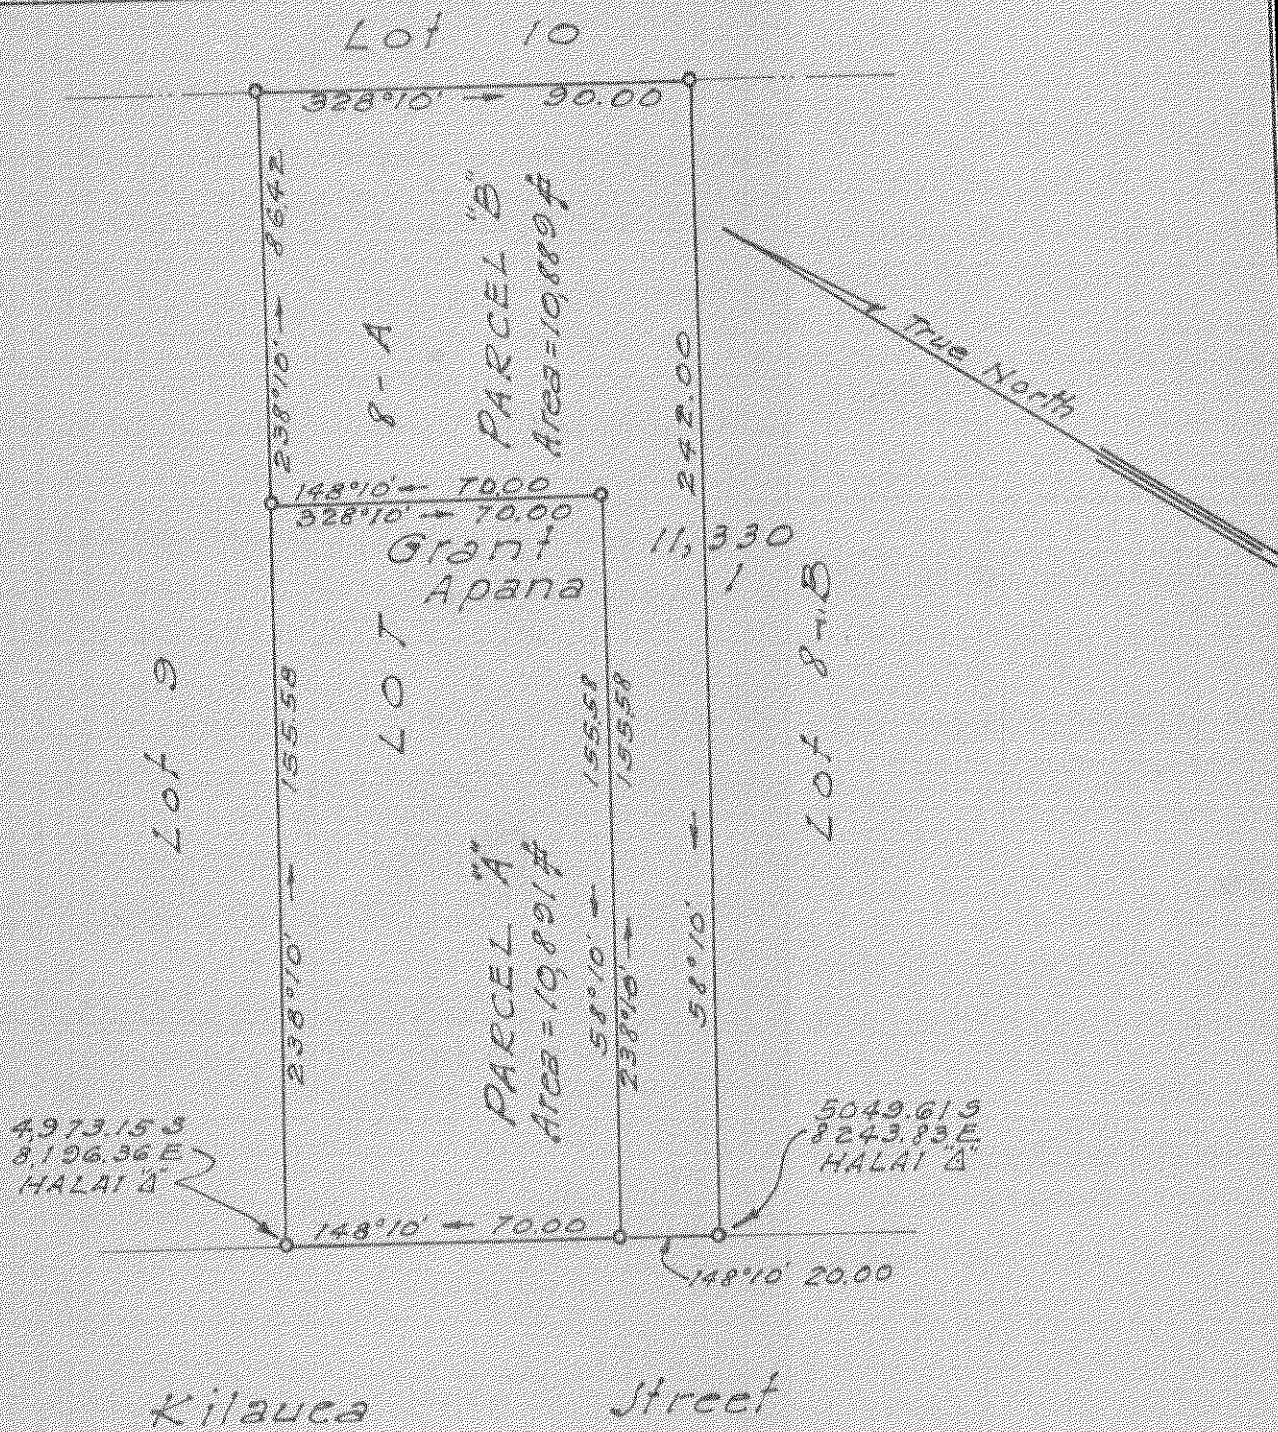 Lot 10
328°10' → 90.00
238°10' → 86.42
8-A
PARCEL "B"
Area=10,889 #
242.00
True North
148°10' ← 70.00
328°10' → 70.00
Grant 11,330
Apana 1
Lot 9
LOT
155.58
155.58
155.58
Lot 8-B
PARCEL "A"
Area=10,891 #
238°10' →
58°10' ←
238°10' →
58°10' ←
4,973.15 S
8,196.36 E
HALAI "Δ"
5049.61 S
8243.83 E
HALAI "Δ"
148°10' ← 70.00
148°10' 20.00
Kilauea Street